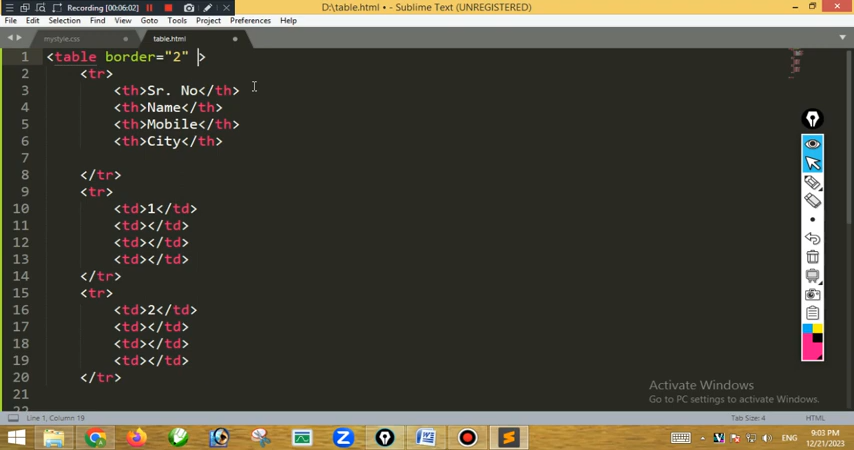 Recording [00:06:02]
D:\table.html • - Sublime Text (UNREGISTERED)
File Edit Selection Find View Goto Tools Project Preferences Help
mystyle.css
table.html
1 <table border="2" >
2 <tr>
3 <th>Sr. No</th>
4 <th>Name</th>
5 <th>Mobile</th>
6 <th>City</th>
7
8 </tr>
9 <tr>
10 <td>1</td>
11 <td></td>
12 <td></td>
13 <td></td>
14 </tr>
15 <tr>
16 <td>2</td>
17 <td></td>
18 <td></td>
19 <td></td>
20 </tr>
21
22
Activate Windows
Go to PC settings to activate Windows.
Line 1, Column 19
Tab Size: 4
HTML
ENG
9:03 PM
12/21/2023